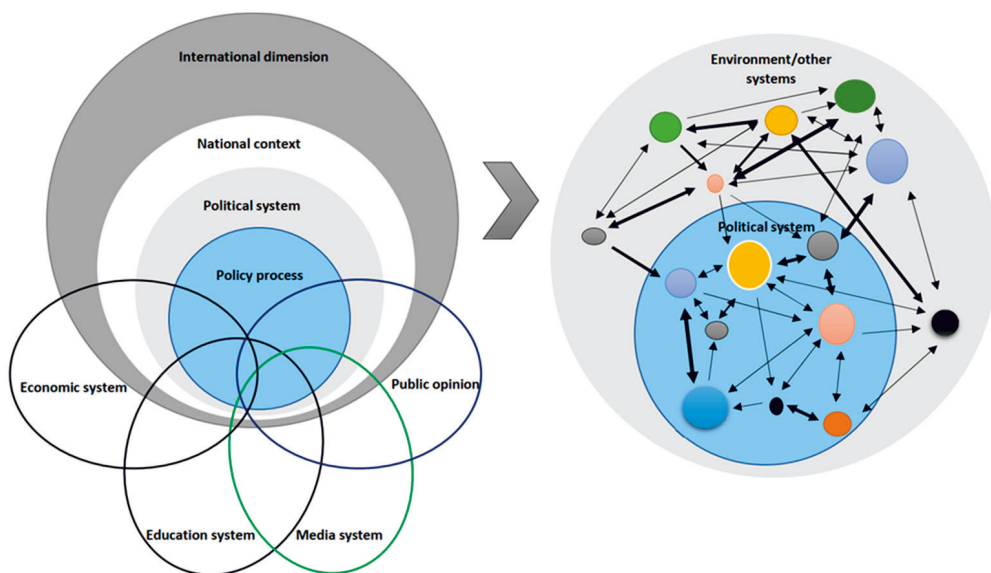 International dimension
National context
Political system
Policy process
Economic system
Public opinion
Education system
Media system
Environment/other
systems
Political system